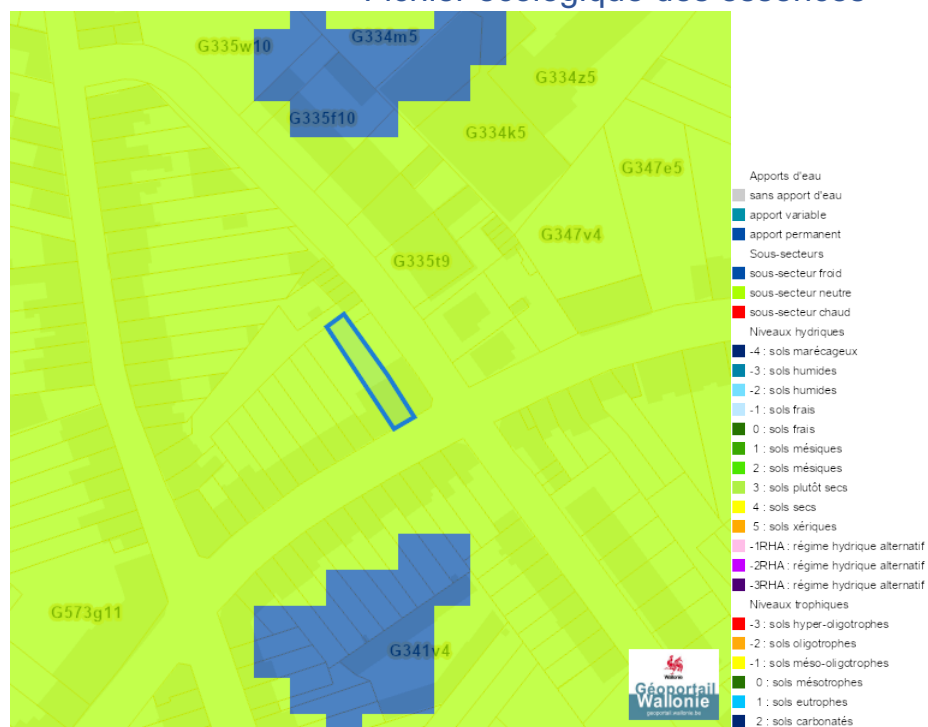 Fichier écologique des essences
G335w10
G334m5
G334z5
G335f10
G334k5
G347e5
G347v4
G335t9
G573g11
G341v4
Wallonie
Géoportail
Wallonie
geoportail.wallonie.be
Apports d'eau
sans apport d'eau
apport variable
apport permanent
Sous-secteurs
sous-secteur froid
sous-secteur neutre
sous-secteur chaud
Niveaux hydriques
-4 : sols marécageux
-3 : sols humides
-2 : sols humides
-1 : sols frais
0 : sols frais
1 : sols mésiques
2 : sols mésiques
3 : sols plutôt secs
4 : sols secs
5 : sols xériques
-1RHA : régime hydrique alternatif
-2RHA : régime hydrique alternatif
-3RHA : régime hydrique alternatif
Niveaux trophiques
-3 : sols hyper-oligotrophes
-2 : sols oligotrophes
-1 : sols méso-oligotrophes
0 : sols mésotrophes
1 : sols eutrophes
2 : sols carbonatés